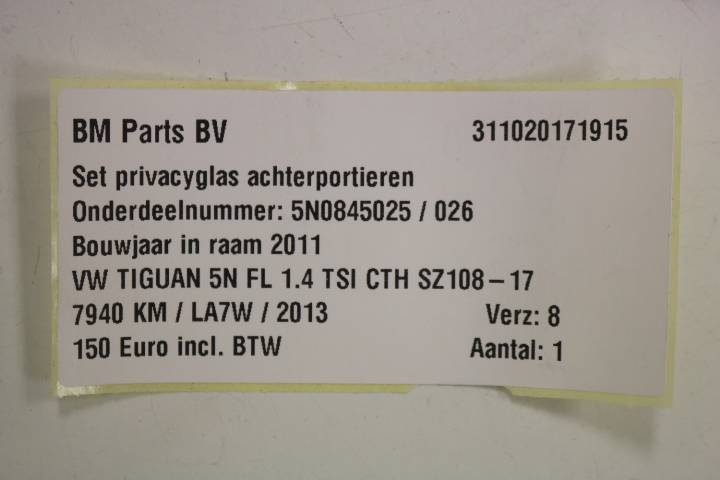 BM Parts BV 311020171915
Set privacyglas achterportieren
Onderdeelnummer: 5N0845025 / 026
Bouwjaar in raam 2011
VW TIGUAN 5N FL 1.4 TSI CTH SZ108-17
7940 KM / LA7W / 2013 Verz: 8
150 Euro incl. BTW Aantal: 1